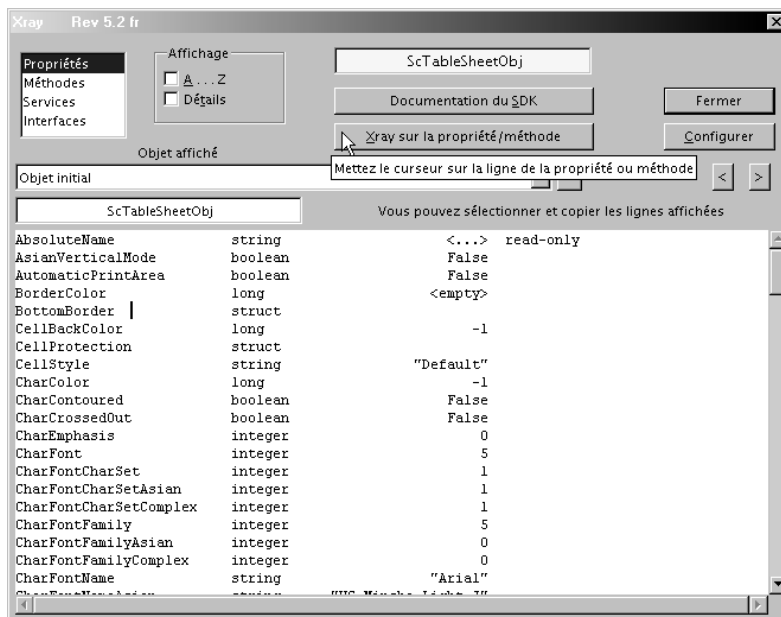 Xray Rev 5.2 fr
Propriétés
Méthodes
Services
Interfaces
Affichage
A...Z
Détails
ScTableSheetObj
Documentation du SDK
Fermer
Xray sur la propriété/méthode
Configurer
Objet affiché
Mettez le curseur sur la ligne de la propriété ou méthode
Objet initial
< >
ScTableSheetObj
Vous pouvez sélectionner et copier les lignes affichées
AbsoluteName string <...> read-only
AsianVerticalMode boolean False
AutomaticPrintArea boolean False
BorderColor long <empty>
BottomBorder struct
CellBackColor long -1
CellProtection struct
CellStyle string "Default"
CharColor long -1
CharContoured boolean False
CharCrossedOut boolean False
CharEmphasis integer 0
CharFont integer 5
CharFontCharSet integer 1
CharFontCharSetAsian integer 1
CharFontCharSetComplex integer 1
CharFontFamily integer 5
CharFontFamilyAsian integer 0
CharFontFamilyComplex integer 0
CharFontName string "Arial"